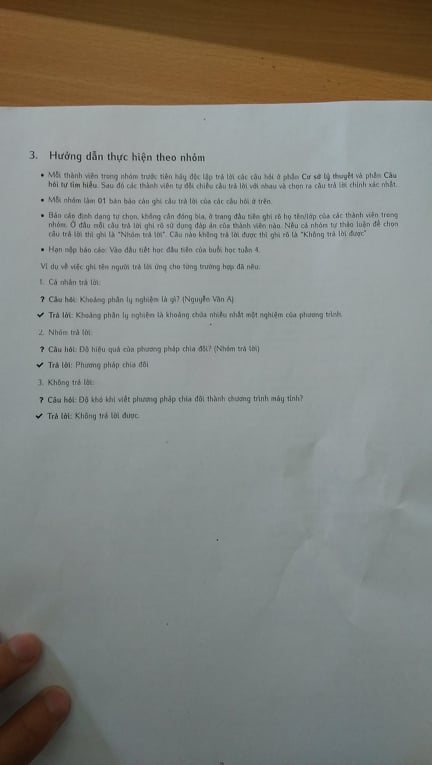 3. Hướng dẫn thực hiện theo nhóm
• Mỗi thành viên trong nhóm trước tiên hãy độc lập trả lời các câu hỏi ở phần Cơ sở lý thuyết và phần Câu
hỏi tự tìm hiểu. Sau đó các thành viên tự đối chiếu câu trả lời với nhau và chọn ra câu trả lời chính xác nhất.
• Mỗi nhóm làm 01 bản báo cáo ghi câu trả lời của các câu hỏi ở trên.
• Báo cáo định dạng tự chọn, không cần đóng bìa, ở trang đầu tiên ghi rõ họ tên/lớp của các thành viên trong
nhóm. Ở đầu mỗi câu trả lời ghi rõ sử dụng đáp án của thành viên nào. Nếu cả nhóm tự thảo luận để chọn
câu trả lời thì ghi là "Nhóm trả lời". Câu nào không trả lời được thì ghi rõ là "Không trả lời được"
• Hạn nộp báo cáo: Vào đầu tiết học đầu tiên của buổi học tuần 4.
Ví dụ về việc ghi tên người trả lời ứng cho từng trường hợp đã nêu:
1. Cá nhân trả lời:
? Câu hỏi: Khoảng phân ly nghiệm là gì? (Nguyễn Văn A)
✔ Trả lời: Khoảng phân ly nghiệm là khoảng chứa nhiều nhất một nghiệm của phương trình.
2. Nhóm trả lời:
? Câu hỏi: Độ hiệu quả của phương pháp chia đôi? (Nhóm trả lời)
✔ Trả lời: Phương pháp chia đôi
3. Không trả lời:
? Câu hỏi: Độ khó khi viết phương pháp chia đôi thành chương trình máy tính?
✔ Trả lời: Không trả lời được.